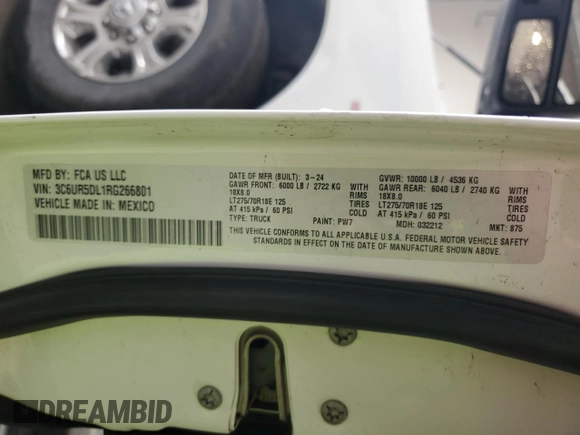 MFD BY: FCA US LLC
VIN: 3C6UR5DL1RG266801
VEHICLE MADE IN: MEXICO
DATE OF MFR (BUILT): 3-24
GAWR FRONT: 6000 LB / 2722 KG
18X8.0 RIMS
LT275/70R18E 125 TIRES
AT 415 kPa / 60 PSI COLD
TYPE: TRUCK PAINT: PW7
GVWR: 10000 LB / 4536 KG
GAWR REAR: 6040 LB / 2740 KG
18X8.0 RIMS
LT275/70R18E 125 TIRES
AT 415 kPa / 60 PSI COLD
MDH: 032212 MKT: 875
THIS VEHICLE CONFORMS TO ALL APPLICABLE U.S.A. FEDERAL MOTOR VEHICLE SAFETY
STANDARDS IN EFFECT ON THE DATE OF MANUFACTURE SHOWN ABOVE.
DREAMBID